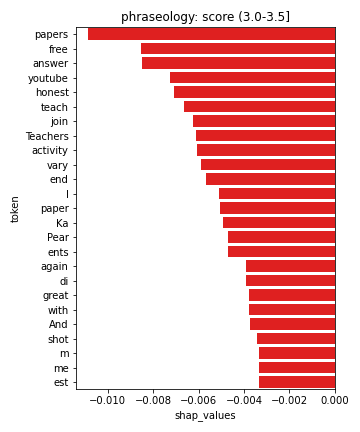 phraseology: score (3.0-3.5]
papers
free
answer
youtube
honest
teach
join
Teachers
activity
vary
end
I
paper
Ka
Pear
ents
again
di
great
with
And
shot
m
me
est
token
−0.010 −0.008 −0.006 −0.004 −0.002 0.000
shap_values